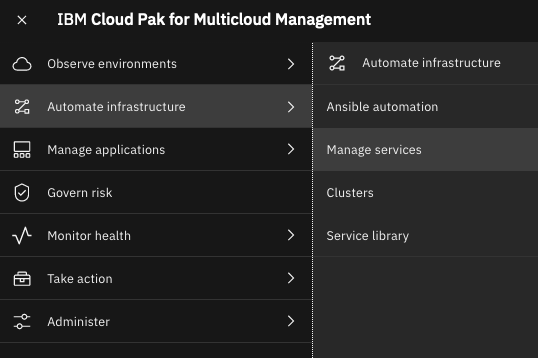 IBM Cloud Pak for Multicloud Management
Observe environments
Automate infrastructure
Manage applications
Govern risk
Monitor health
Take action
Administer
Automate infrastructure
Ansible automation
Manage services
Clusters
Service library